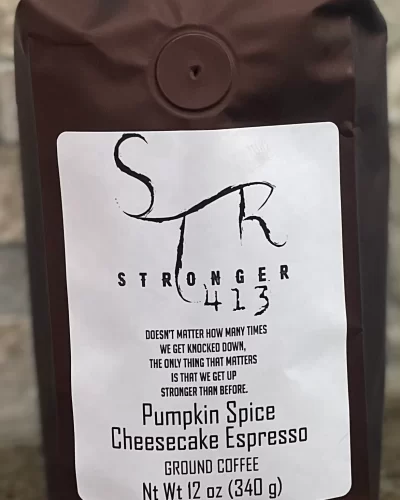 STR
STRONGER
413
DOESN'T MATTER HOW MANY TIMES
WE GET KNOCKED DOWN,
THE ONLY THING THAT MATTERS
IS THAT WE GET UP
STRONGER THAN BEFORE.
Pumpkin Spice
Cheesecake Espresso
GROUND COFFEE
Nt Wt 12 oz (340 g)